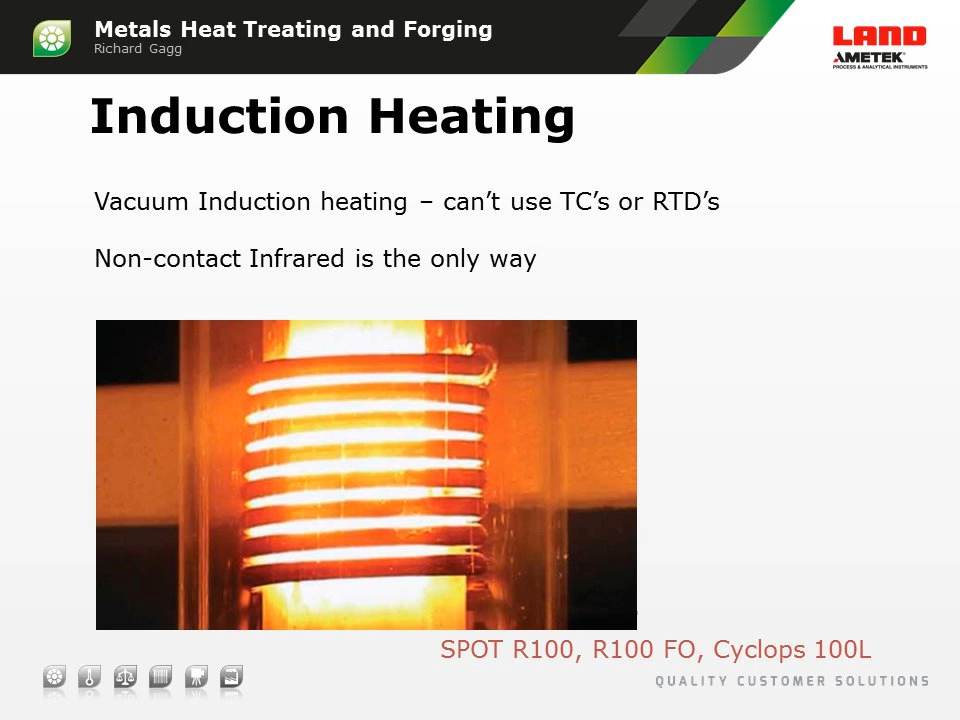 Metals Heat Treating and Forging
Richard Gagg
LAND
AMETEK®
PROCESS & ANALYTICAL INSTRUMENTS
Induction Heating
Vacuum Induction heating – can’t use TC’s or RTD’s
Non-contact Infrared is the only way
SPOT R100, R100 FO, Cyclops 100L
QUALITY CUSTOMER SOLUTIONS